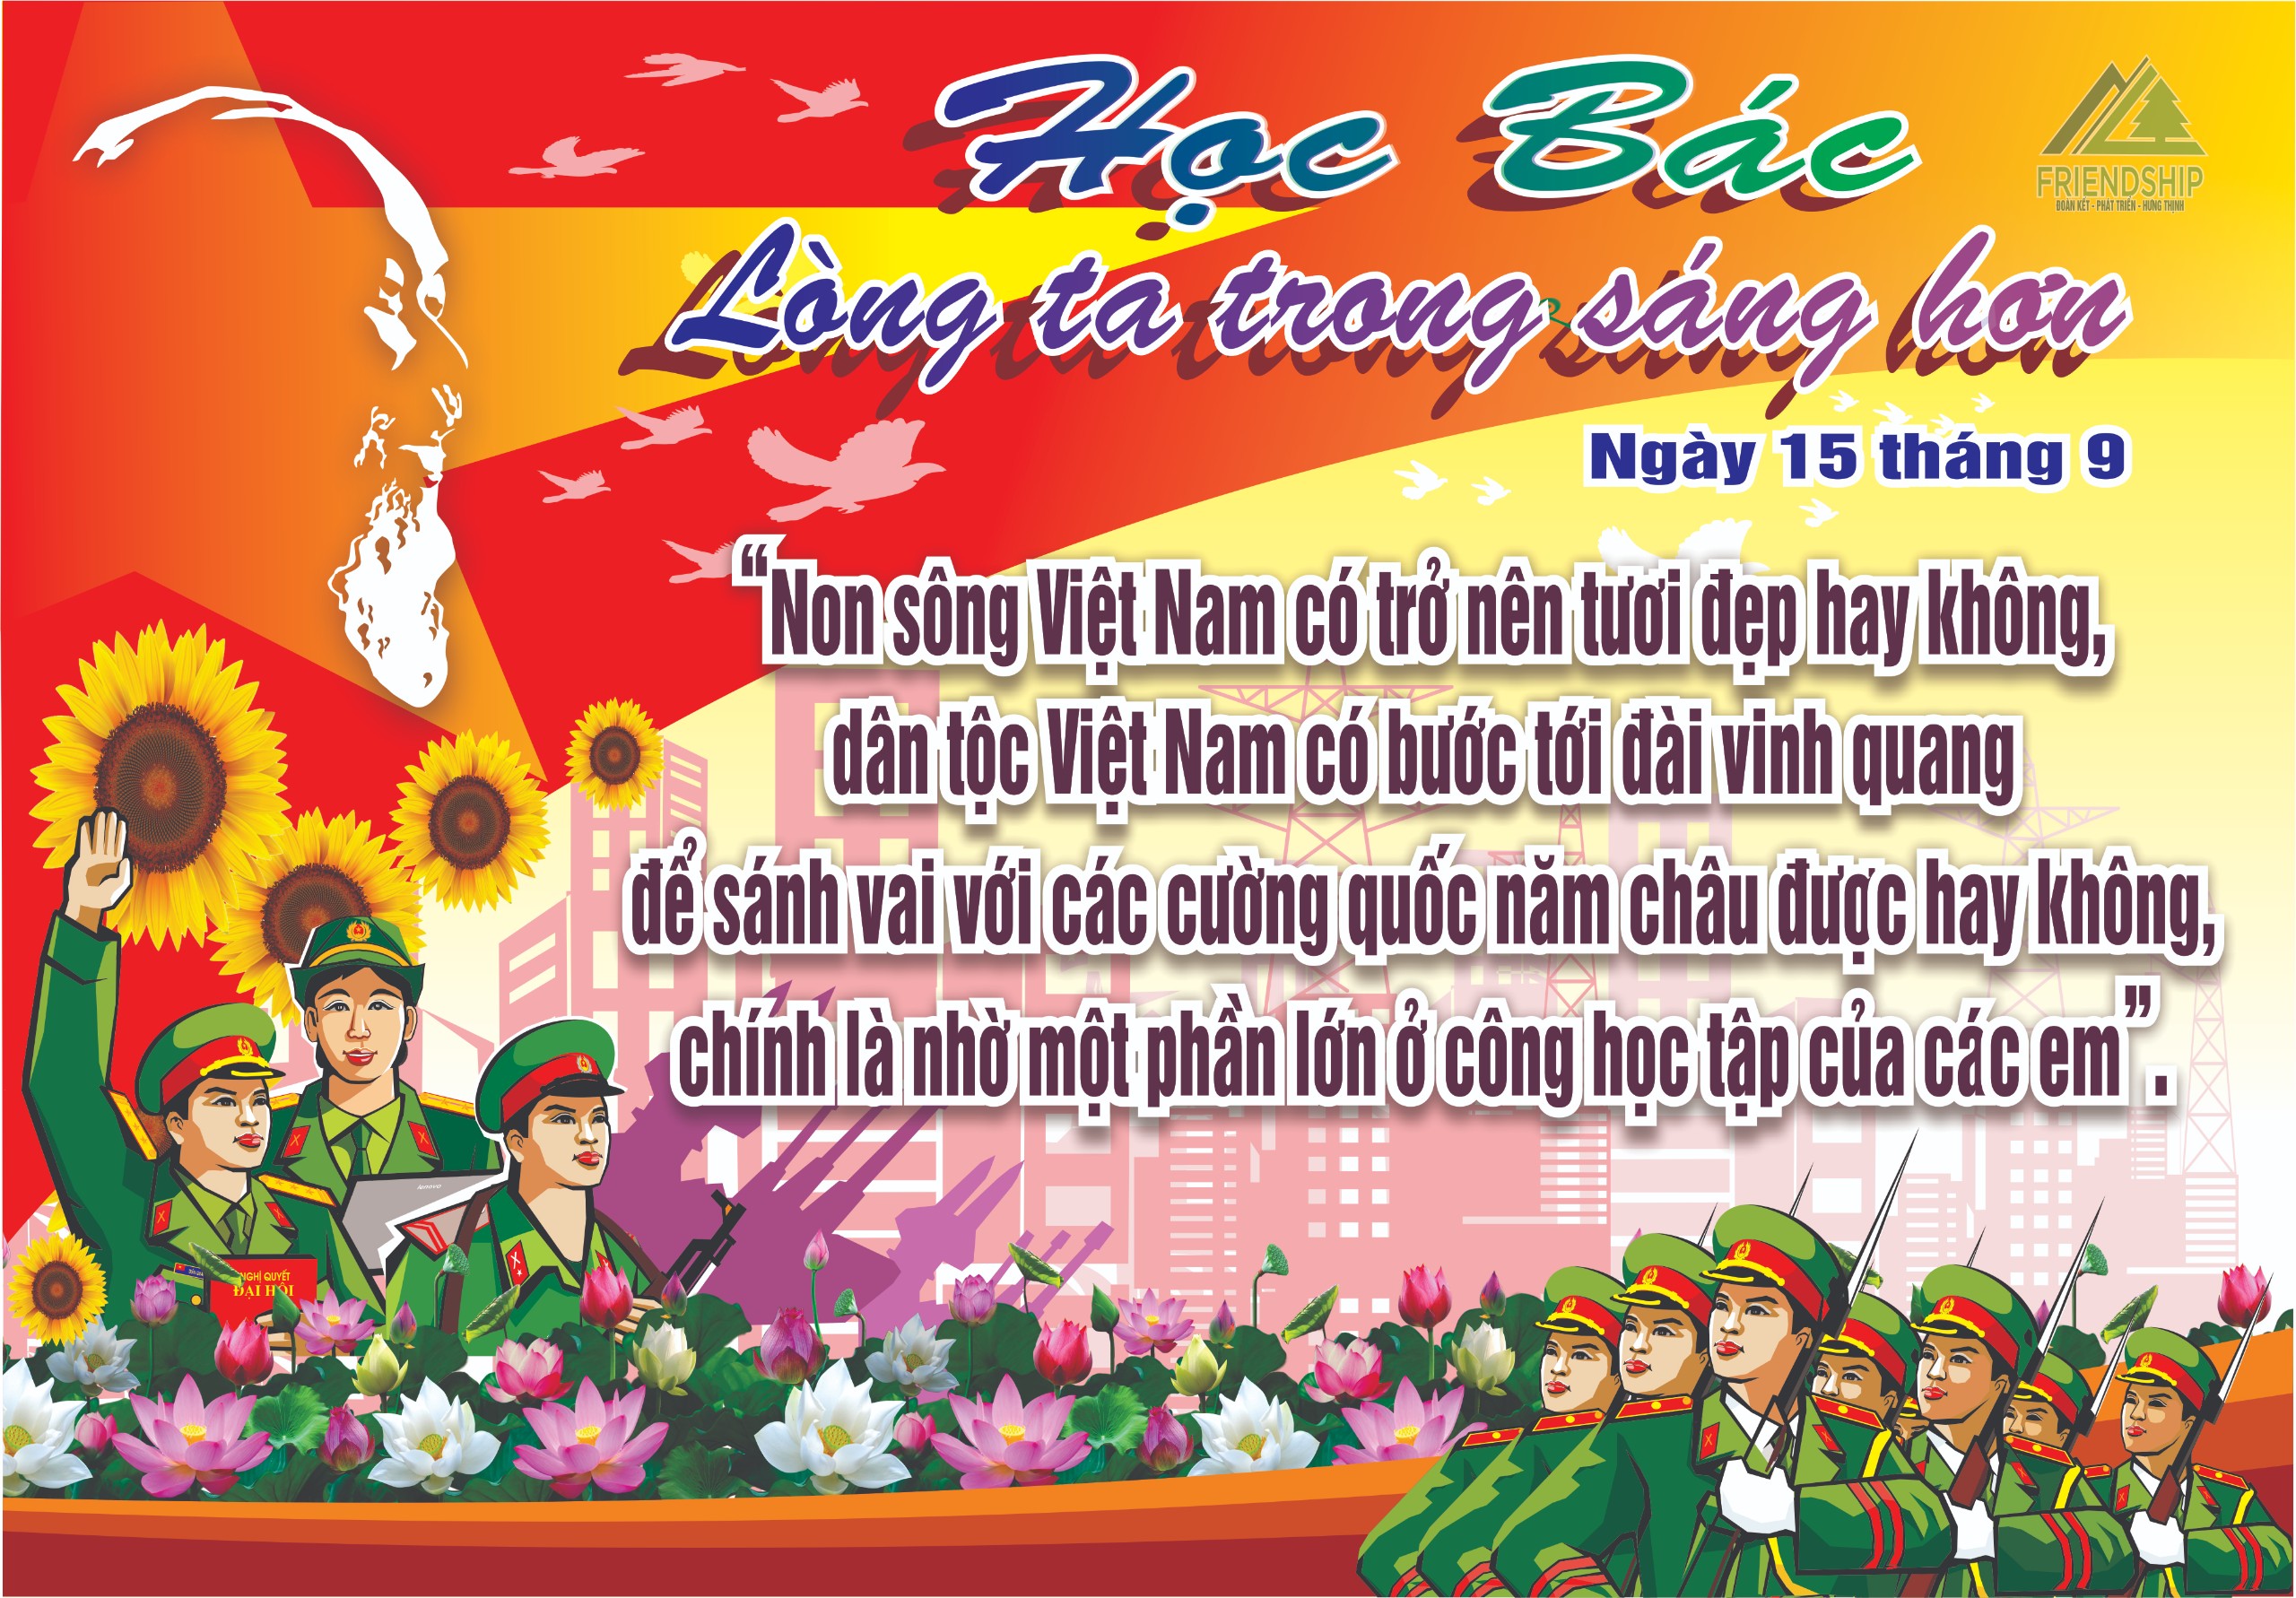 Học Bác
Lòng ta trong sáng hơn
FRIENDSHIP
ĐOÀN KẾT - PHÁT TRIỂN - HƯNG THỊNH
Ngày 15 tháng 9
“Non sông Việt Nam có trở nên tươi đẹp hay không,
dân tộc Việt Nam có bước tới đài vinh quang
để sánh vai với các cường quốc năm châu được hay không,
chính là nhờ một phần lớn ở công học tập của các em”.
lenovo
NGHỊ QUYẾT
ĐẠI HỘI